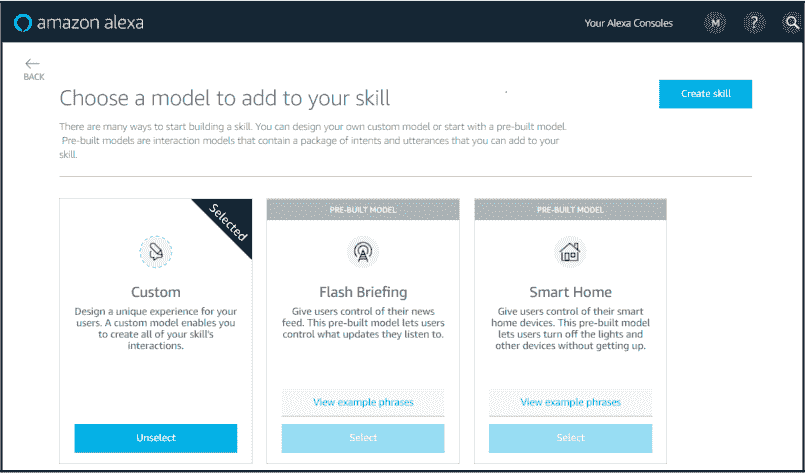 amazon alexa
Your Alexa Consoles
M
?
BACK
Choose a model to add to your skill
Create skill
There are many ways to start building a skill. You can design your own custom model or start with a pre-built model.
Pre-built models are interaction models that contain a package of intents and utterances that you can add to your
skill.
Selected
Custom
Design a unique experience for your
users. A custom model enables you
to create all of your skill's
interactions.
Unselect
PRE-BUILT MODEL
Flash Briefing
Give users control of their news
feed. This pre-built model lets users
control what updates they listen to.
View example phrases
Select
PRE-BUILT MODEL
Smart Home
Give users control of their smart
home devices. This pre-built model
lets users turn off the lights and
other devices without getting up.
View example phrases
Select